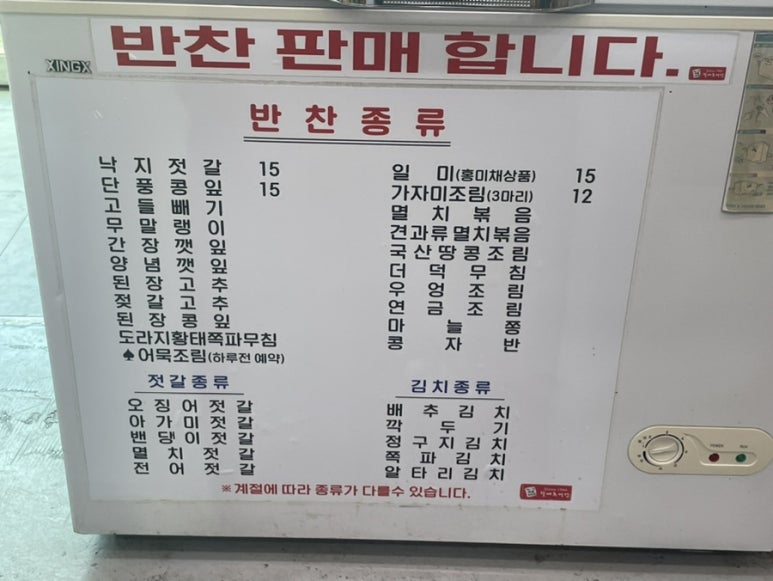 반찬 판매 합니다.
XINGX
반찬종류
낙지젓갈 15
단풍콩잎 15
고들빼기
무말랭이
간장깻잎
양념깻잎
된장고추
젖갈고추
된장콩잎
도라지황태쪽파무침
♠어묵조림(하루전 예약)
일미(홍미채상품) 15
가자미조림(3마리) 12
멸치볶음
견과류멸치볶음
국산땅콩조림
더덕무침
우엉조림
연금조림
마늘쫑
콩자반
젓갈종류
오징어젓갈
아가미젓갈
밴댕이젓갈
멸치젓갈
전어젓갈
김치종류
배추김치
깍두기
정구지김치
쪽파김치
알타리김치
※ 계절에 따라 종류가 다를수 있습니다.
POWER
RUN